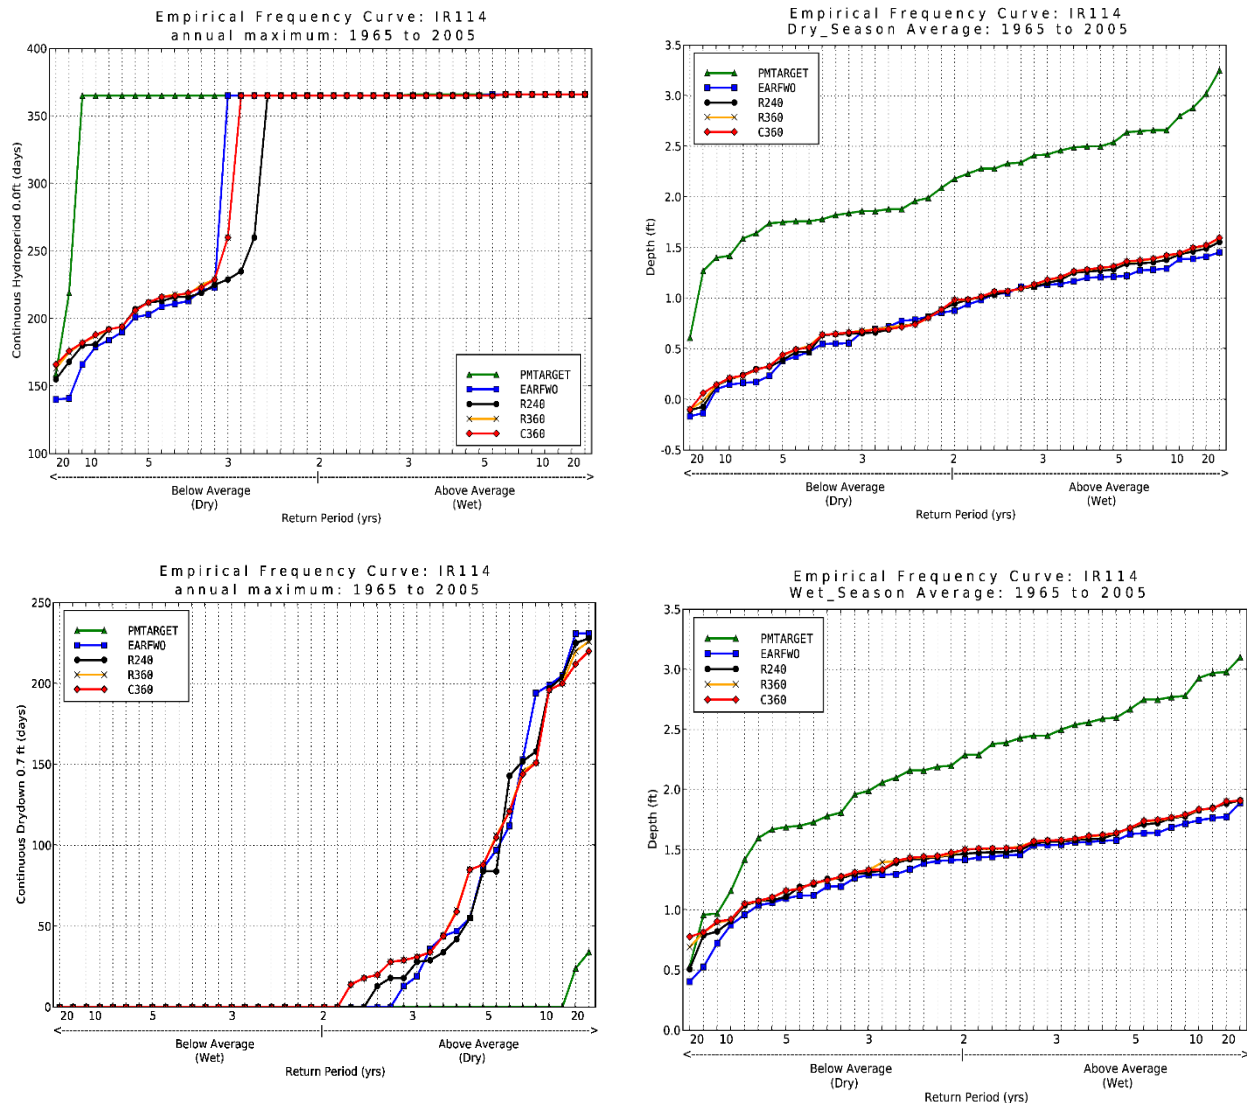 Empirical Frequency Curve: IR114
annual maximum: 1965 to 2005
400
350
300
250
200
150
100
Continuous Hydroperiod 0.0ft (days)
PMTARGET
EARFWO
R240
R360
C360
20 10 5 3 2 3 5 10 20
<---|--->
Below Average Above Average
(Dry) (Wet)
Return Period (yrs)
Empirical Frequency Curve: IR114
Dry_Season Average: 1965 to 2005
3.5
3.0
2.5
2.0
1.5
1.0
0.5
0.0
-0.5
Depth (ft)
PMTARGET
EARFWO
R240
R360
C360
20 10 5 3 2 3 5 10 20
<---|--->
Below Average Above Average
(Dry) (Wet)
Return Period (yrs)
Empirical Frequency Curve: IR114
annual maximum: 1965 to 2005
250
200
150
100
50
0
Continuous Drydown 0.7 ft (days)
PMTARGET
EARFWO
R240
R360
C360
20 10 5 3 2 3 5 10 20
<---|--->
Below Average Above Average
(Wet) (Dry)
Return Period (yrs)
Empirical Frequency Curve: IR114
Wet_Season Average: 1965 to 2005
3.5
3.0
2.5
2.0
1.5
1.0
0.5
0.0
Depth (ft)
PMTARGET
EARFWO
R240
R360
C360
20 10 5 3 2 3 5 10 20
<---|--->
Below Average Above Average
(Dry) (Wet)
Return Period (yrs)